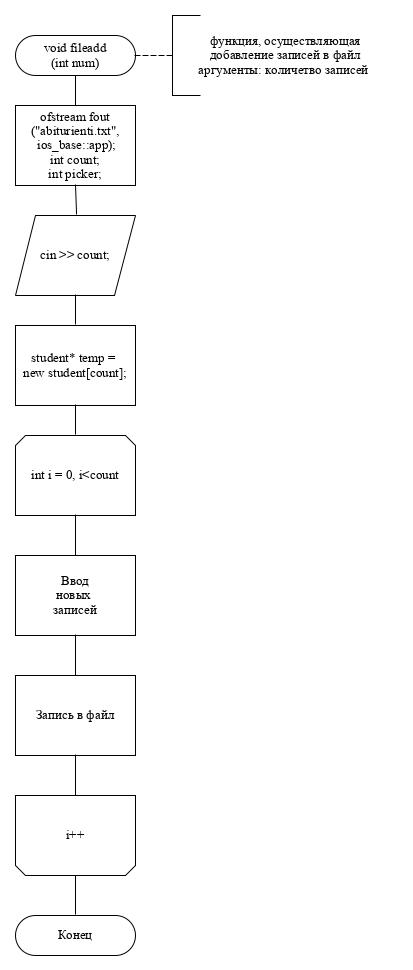 void fileadd
(int num)
функция, осуществляющая
добавление записей в файл
аргументы: количетво записей
ofstream fout
("abiturienti.txt",
ios_base::app);
int count;
int picker;
cin >> count;
student* temp =
new student[count];
int i = 0, i<count
Ввод
новых
записей
Запись в файл
i++
Конец